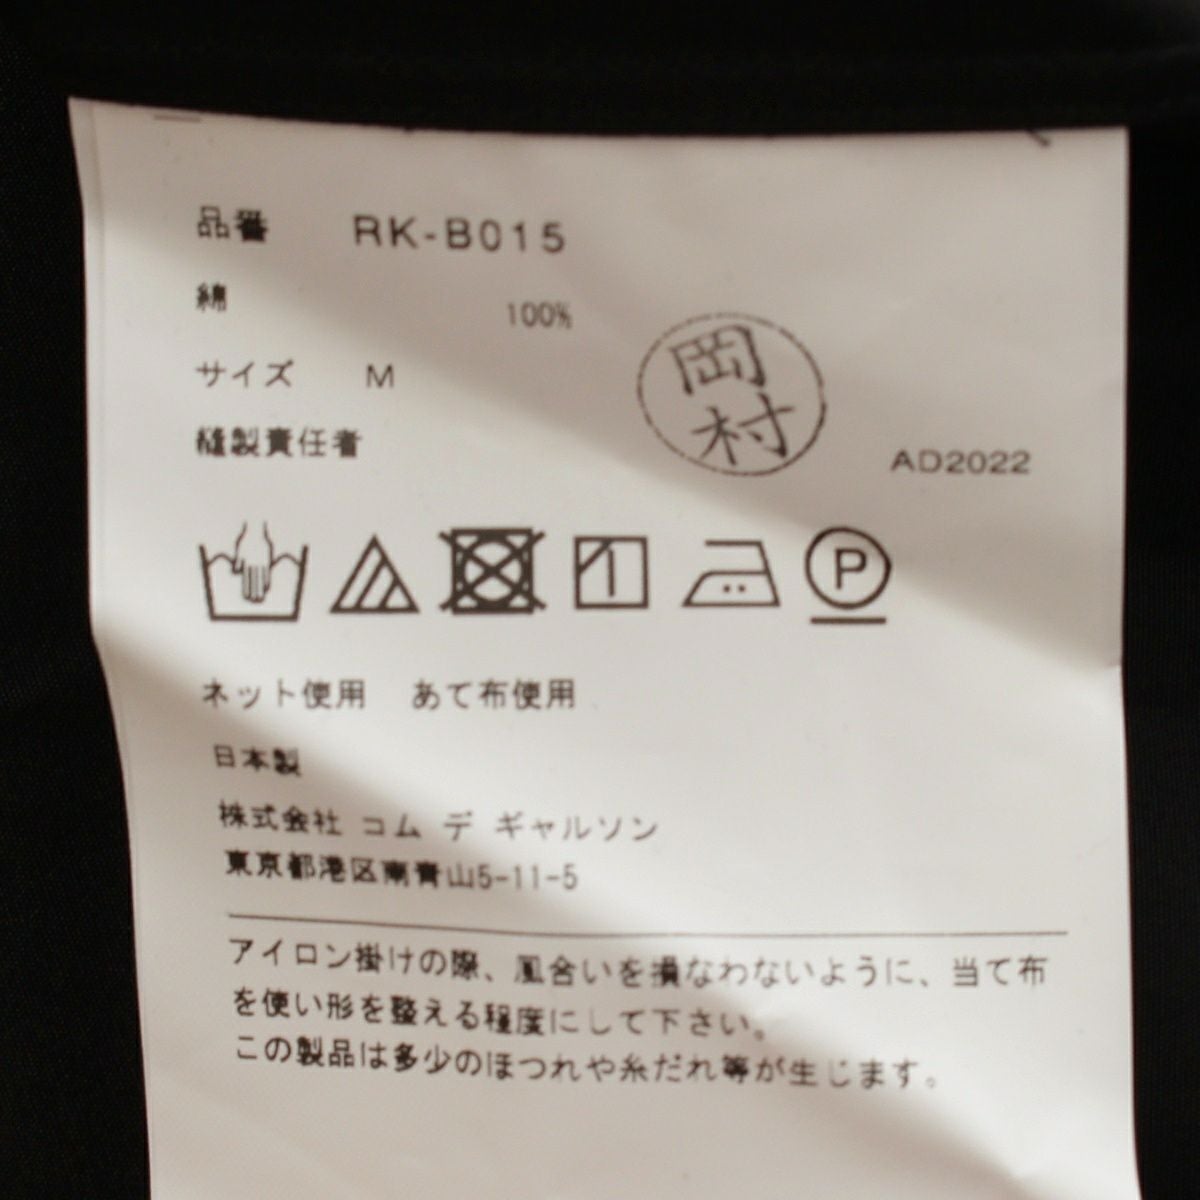 品番 RK-B015
綿 100%
サイズ M
縫製責任者
岡村
AD2022
P
ネット使用 あて布使用
日本製
株式会社 コム デ ギャルソン
東京都港区南青山5-11-5
アイロン掛けの際、風合いを損なわないように、当て布
を使い形を整える程度にして下さい。
この製品は多少のほつれや糸だれ等が生じます。